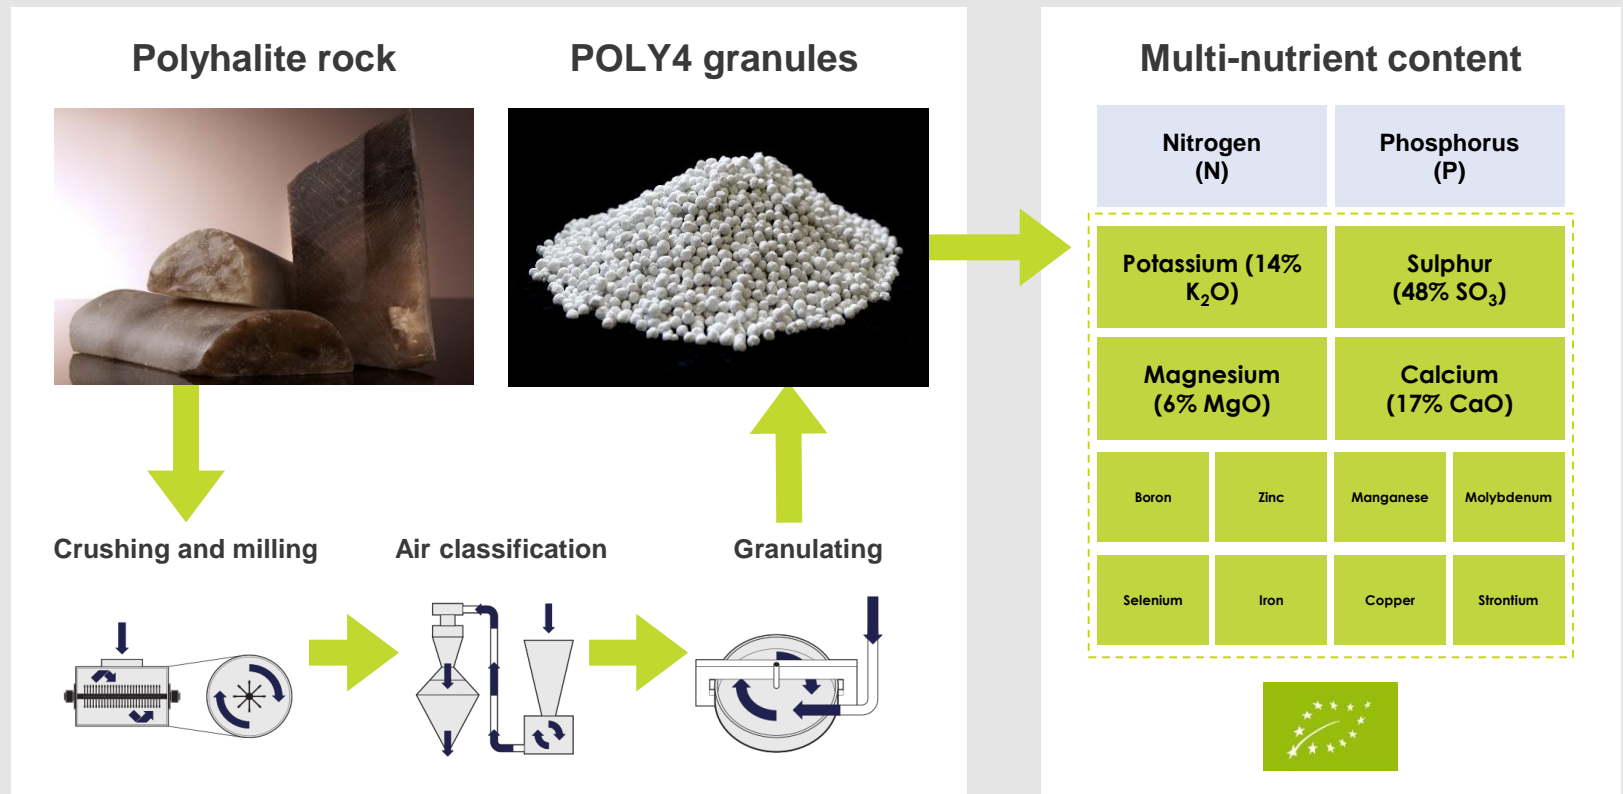 Polyhalite rock
POLY4 granules
Crushing and milling
Air classification
Granulating
Multi-nutrient content
Nitrogen
(N)
Phosphorus
(P)
Potassium (14%
K₂O)
Sulphur
(48% SO₃)
Magnesium
(6% MgO)
Calcium
(17% CaO)
Boron
Zinc
Manganese
Molybdenum
Selenium
Iron
Copper
Strontium